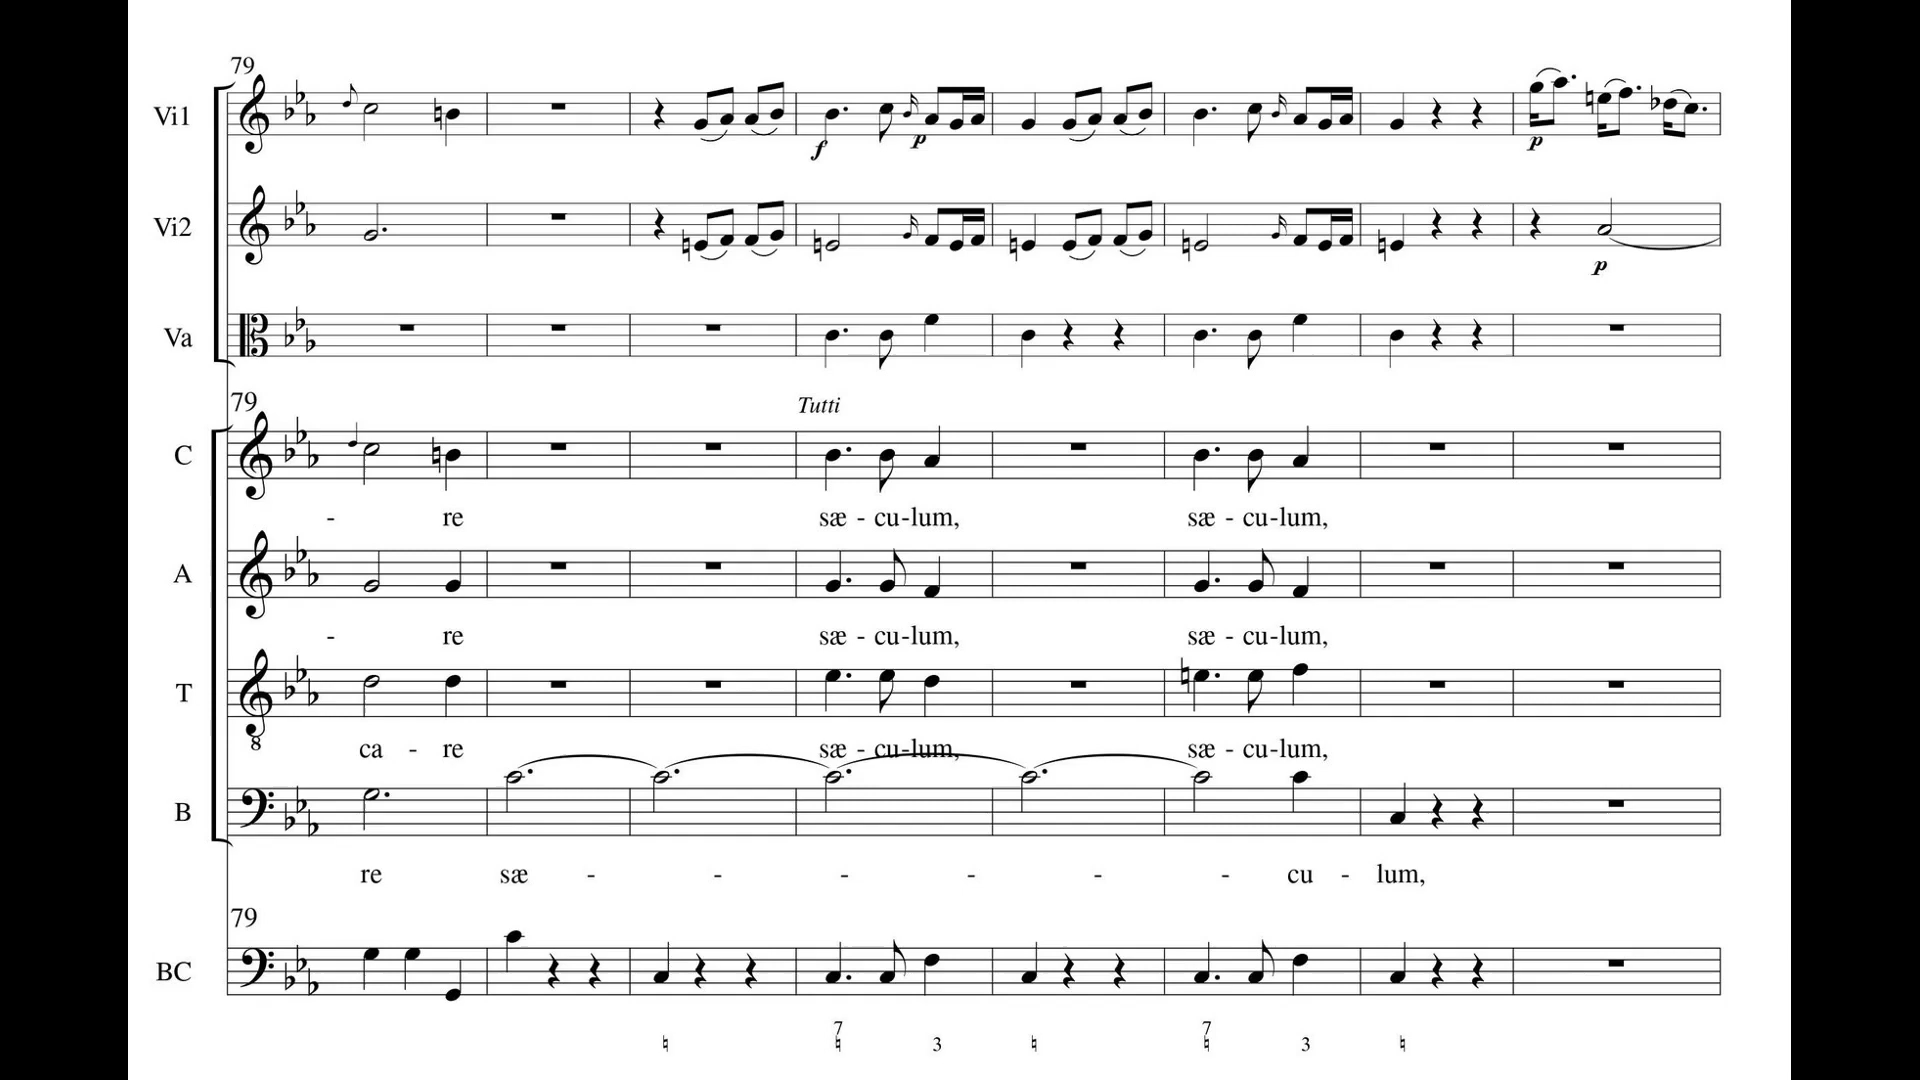 79
Vi1
f p p
Vi2
p
Va
79
Tutti
C
- re sæ - cu-lum, sæ - cu-lum,
A
- re sæ - cu-lum, sæ - cu-lum,
T
8
ca - re sæ - cu-lum, sæ - cu-lum,
B
re sæ - - - - - - cu - lum,
79
BC
7 7
♮ ♮ 3 ♮ ♮ 3 ♮